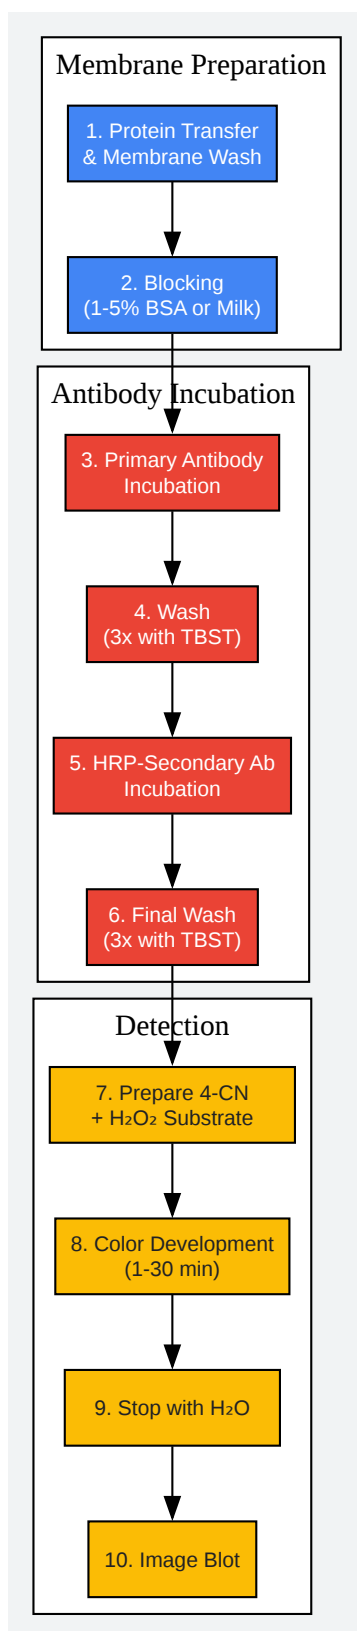 Membrane Preparation
1. Protein Transfer
& Membrane Wash
2. Blocking
(1-5% BSA or Milk)
Antibody Incubation
3. Primary Antibody
Incubation
4. Wash
(3x with TBST)
5. HRP-Secondary Ab
Incubation
6. Final Wash
(3x with TBST)
Detection
7. Prepare 4-CN
+ H₂O₂ Substrate
8. Color Development
(1-30 min)
9. Stop with H₂O
10. Image Blot